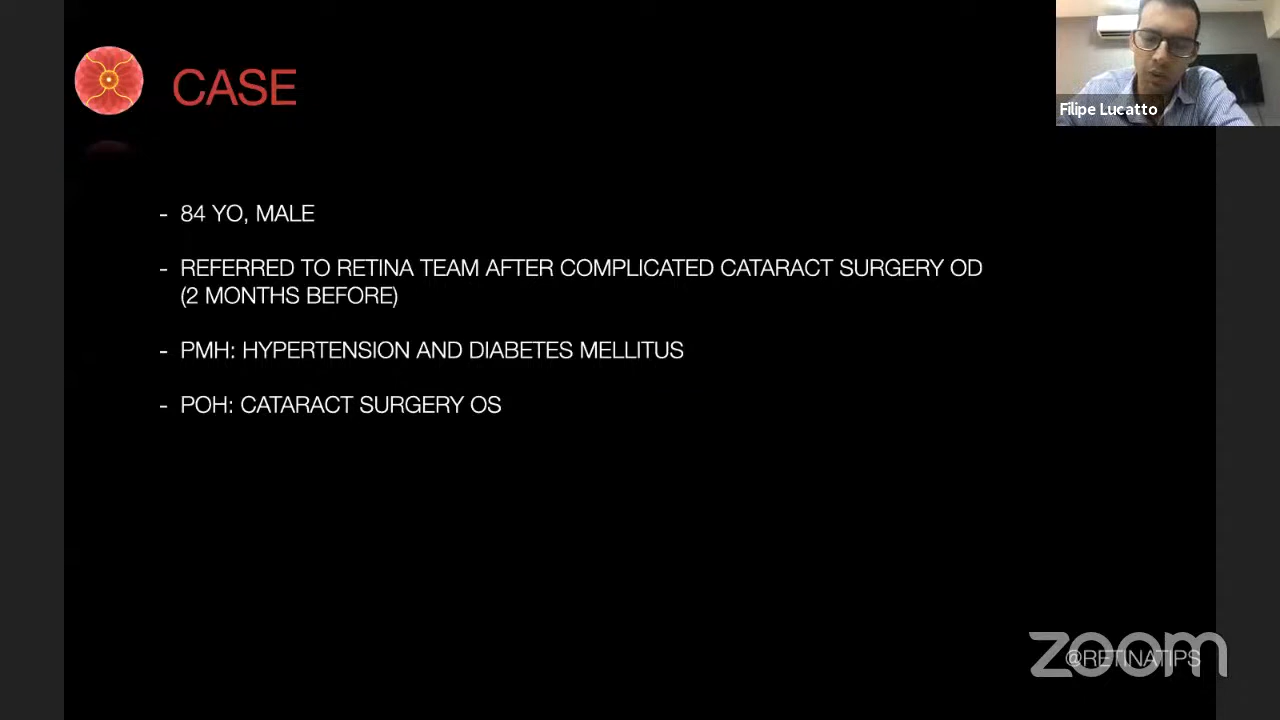 CASE
Filipe Lucatto
- 84 YO, MALE
- REFERRED TO RETINA TEAM AFTER COMPLICATED CATARACT SURGERY OD
(2 MONTHS BEFORE)
- PMH: HYPERTENSION AND DIABETES MELLITUS
- POH: CATARACT SURGERY OS
zoom
@RETINATIPS